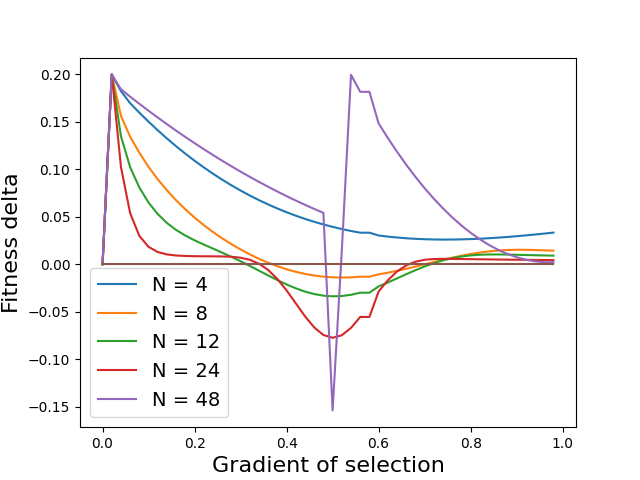 0.20
0.15
0.10
0.05
0.00
−0.05
−0.10
−0.15
Fitness delta
N = 4
N = 8
N = 12
N = 24
N = 48
0.0 0.2 0.4 0.6 0.8 1.0
Gradient of selection